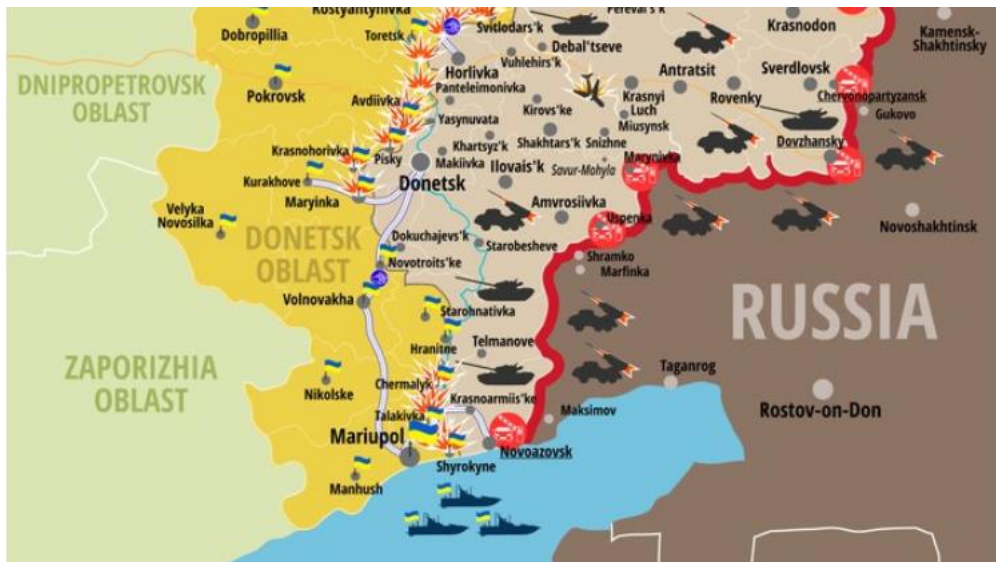 Kostyantynivka
Dobropillia
Toretsk
Svitlodars'k
Debal'tseve
Pereval's'k
Krasnodon
Kamensk-
Shakhtinsky
DNIPROPETROVSK
OBLAST
Pokrovsk
Horlivka
Vuhlehirs'k
Panteleimonivka
Antratsit
Sverdlovsk
Rovenky
Chervonopartyzansk
Gukovo
Avdiivka
Yasynuvata
Kirovs'ke
Krasnyi
Luch
Miusynsk
Krasnohorivka
Pisky
Khartsyz'k
Makiivka
Shakhtars'k
Snizhne
Dovzhansky
Kurakhove
Donetsk
Ilovais'k
Savur-Mohyla
Marynivka
Maryinka
Velyka
Novosilka
Amvrosiivka
Uspenka
Novoshakhtinsk
DONETSK
OBLAST
Dokuchajevs'k
Starobesheve
Novotroits'ke
Shramko
Marfinka
Volnovakha
Starohnativka
RUSSIA
Hranitne
Telmanove
ZAPORIZHIA
OBLAST
Nikolske
Chermalyk
Taganrog
Krasnoarmiis'ke
Talakivka
Maksimov
Rostov-on-Don
Mariupol
Novoazovsk
Shyrokyne
Manhush